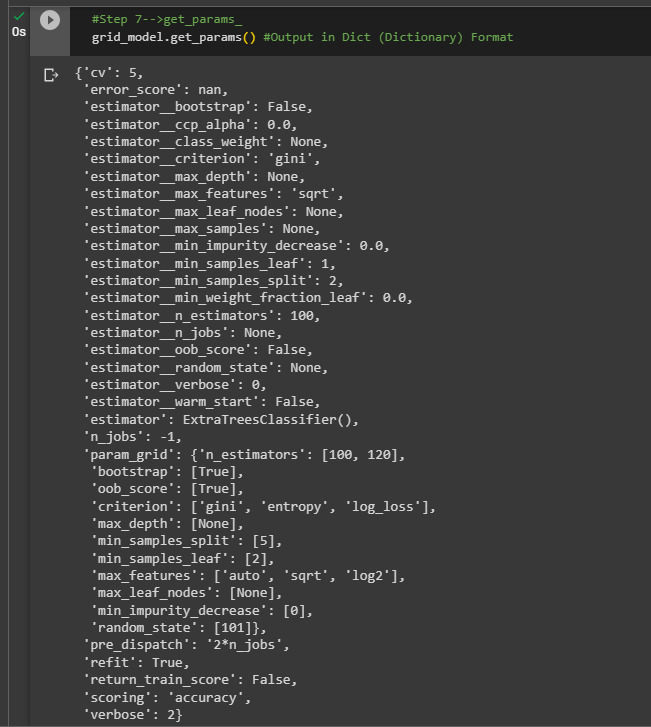 #Step 7-->get_params_
0s
grid_model.get_params() #Output in Dict (Dictionary) Format
{'cv': 5,
'error_score': nan,
'estimator__bootstrap': False,
'estimator__ccp_alpha': 0.0,
'estimator__class_weight': None,
'estimator__criterion': 'gini',
'estimator__max_depth': None,
'estimator__max_features': 'sqrt',
'estimator__max_leaf_nodes': None,
'estimator__max_samples': None,
'estimator__min_impurity_decrease': 0.0,
'estimator__min_samples_leaf': 1,
'estimator__min_samples_split': 2,
'estimator__min_weight_fraction_leaf': 0.0,
'estimator__n_estimators': 100,
'estimator__n_jobs': None,
'estimator__oob_score': False,
'estimator__random_state': None,
'estimator__verbose': 0,
'estimator__warm_start': False,
'estimator': ExtraTreesClassifier(),
'n_jobs': -1,
'param_grid': {'n_estimators': [100, 120],
'bootstrap': [True],
'oob_score': [True],
'criterion': ['gini', 'entropy', 'log_loss'],
'max_depth': [None],
'min_samples_split': [5],
'min_samples_leaf': [2],
'max_features': ['auto', 'sqrt', 'log2'],
'max_leaf_nodes': [None],
'min_impurity_decrease': [0],
'random_state': [101]},
'pre_dispatch': '2*n_jobs',
'refit': True,
'return_train_score': False,
'scoring': 'accuracy',
'verbose': 2}